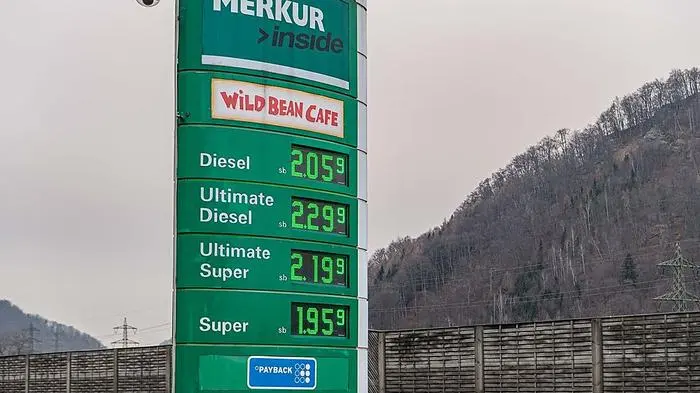 MERKUR
>inside
WiLD BEAN CAFE
Diesel sb 2.05⁹
Ultimate
Diesel sb 2.29⁹
Ultimate
Super sb 2.19⁹
Super sb 1.95⁹
PAYBACK